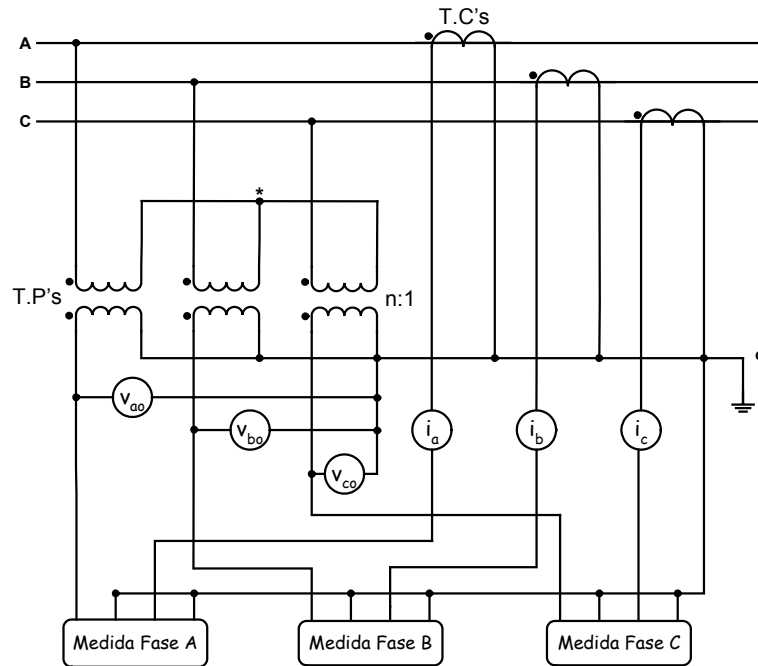 T.C's
A
B
C
*
T.P's
n:1
v_ao
v_bo
v_co
i_a
i_b
i_c
Medida Fase A
Medida Fase B
Medida Fase C